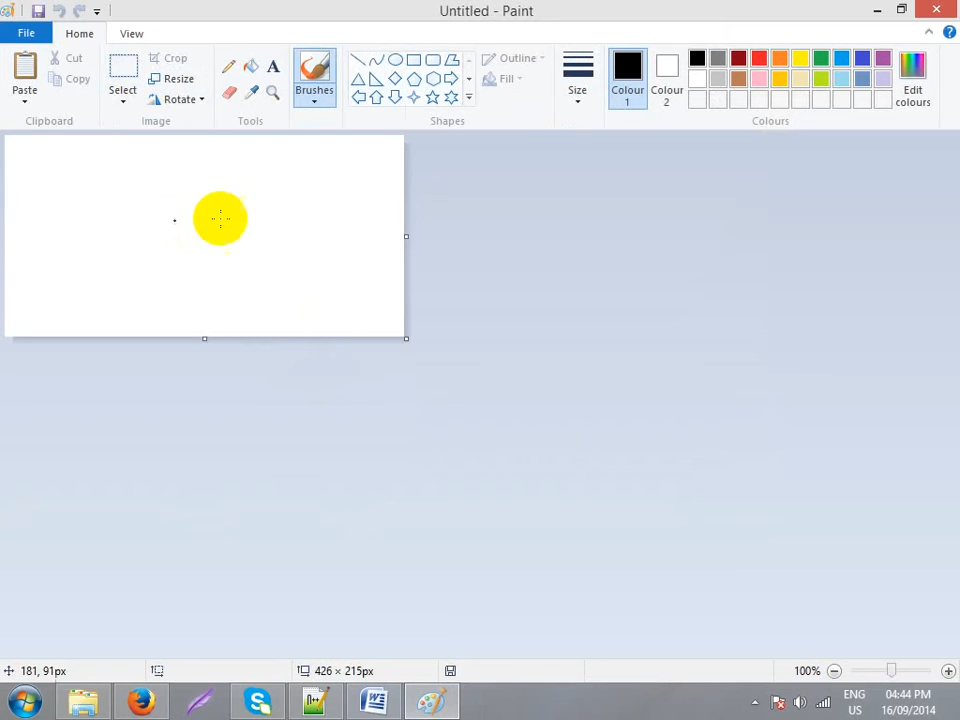 Untitled - Paint
File
Home
View
Paste
Cut
Copy
Clipboard
Select
Crop
Resize
Rotate
Image
A
Tools
Brushes
Shapes
Outline
Fill
Size
Colour 1
Colour 2
Edit colours
Colours
181, 91px
426 × 215px
100%
ENG
US
04:44 PM
16/09/2014